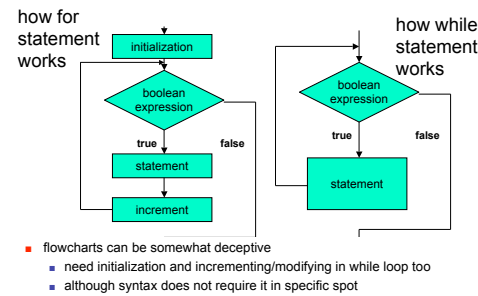 how for
statement
works
initialization
boolean
expression
true
false
statement
increment
how while
statement
works
boolean
expression
true
false
statement
flowcharts can be somewhat deceptive
need initialization and incrementing/modifying in while loop too
although syntax does not require it in specific spot